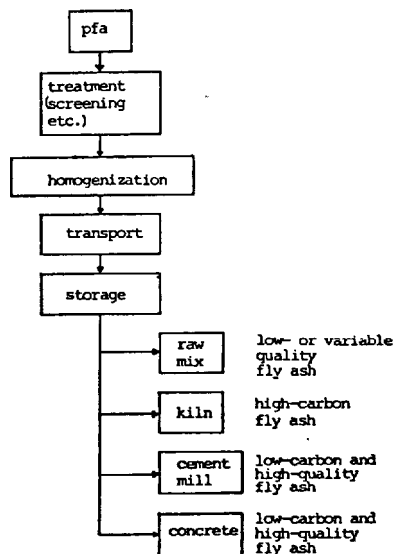 pfa
treatment
(screening
etc.)
homogenization
transport
storage
raw
mix
low- or variable
quality
fly ash
kiln
high-carbon
fly ash
cement
mill
low-carbon and
high-quality
fly ash
concrete
low-carbon and
high-quality
fly ash